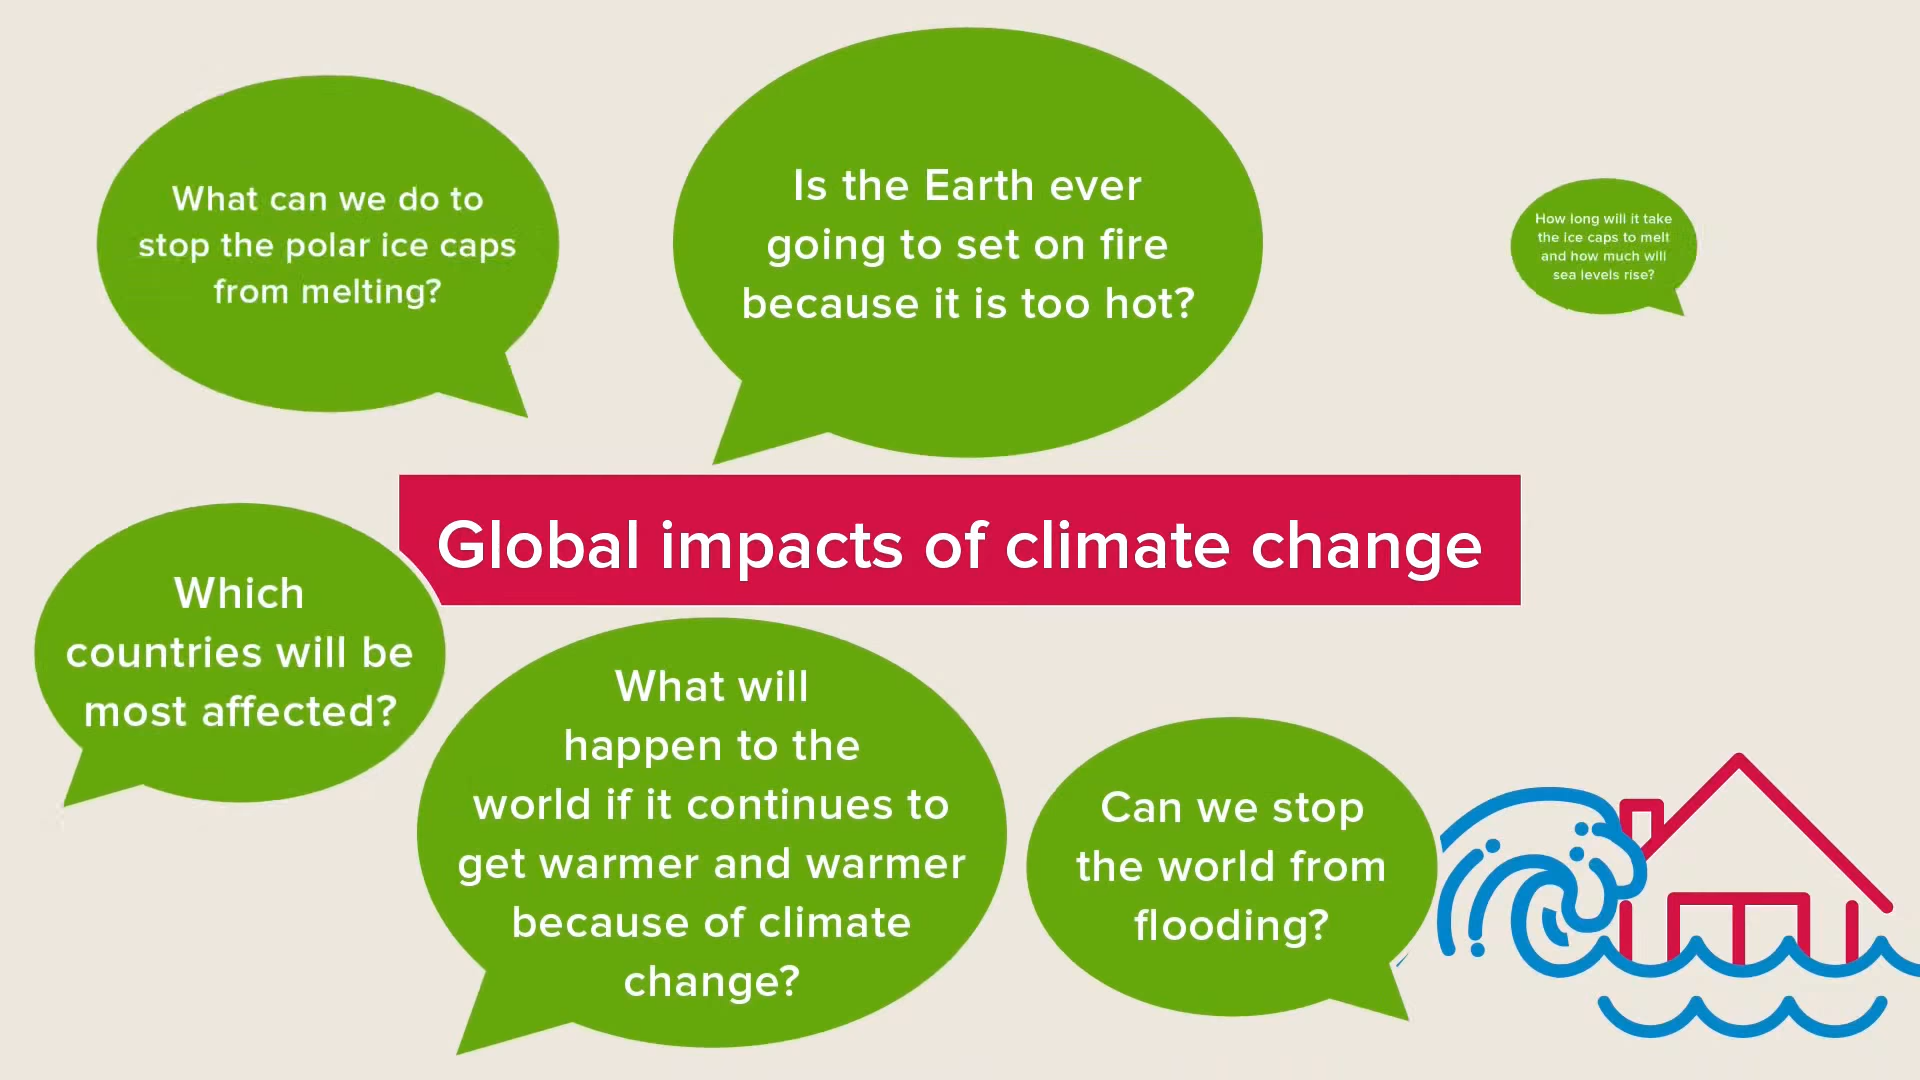 What can we do to
stop the polar ice caps
from melting?
Is the Earth ever
going to set on fire
because it is too hot?
How long will it take
the ice caps to melt
and how much will
sea levels rise?
Global impacts of climate change
Which
countries will be
most affected?
What will
happen to the
world if it continues to
get warmer and warmer
because of climate
change?
Can we stop
the world from
flooding?